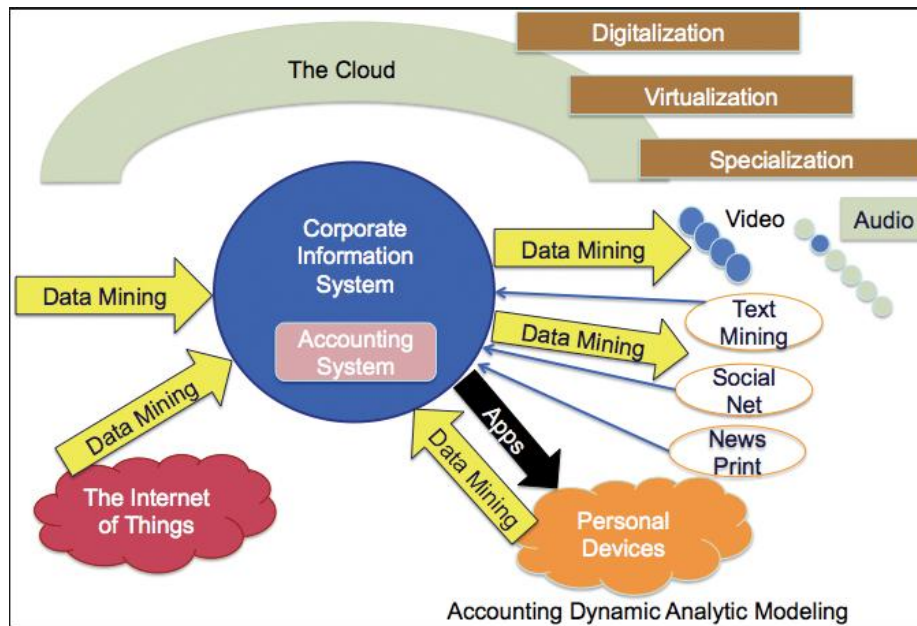 Digitalization
The Cloud
Virtualization
Specialization
Corporate
Information
System
Accounting
System
Data Mining
Data Mining
Data Mining
Data Mining
Data Mining
Apps
Video
Audio
Text
Mining
Social
Net
News
Print
The Internet
of Things
Personal
Devices
Accounting Dynamic Analytic Modeling